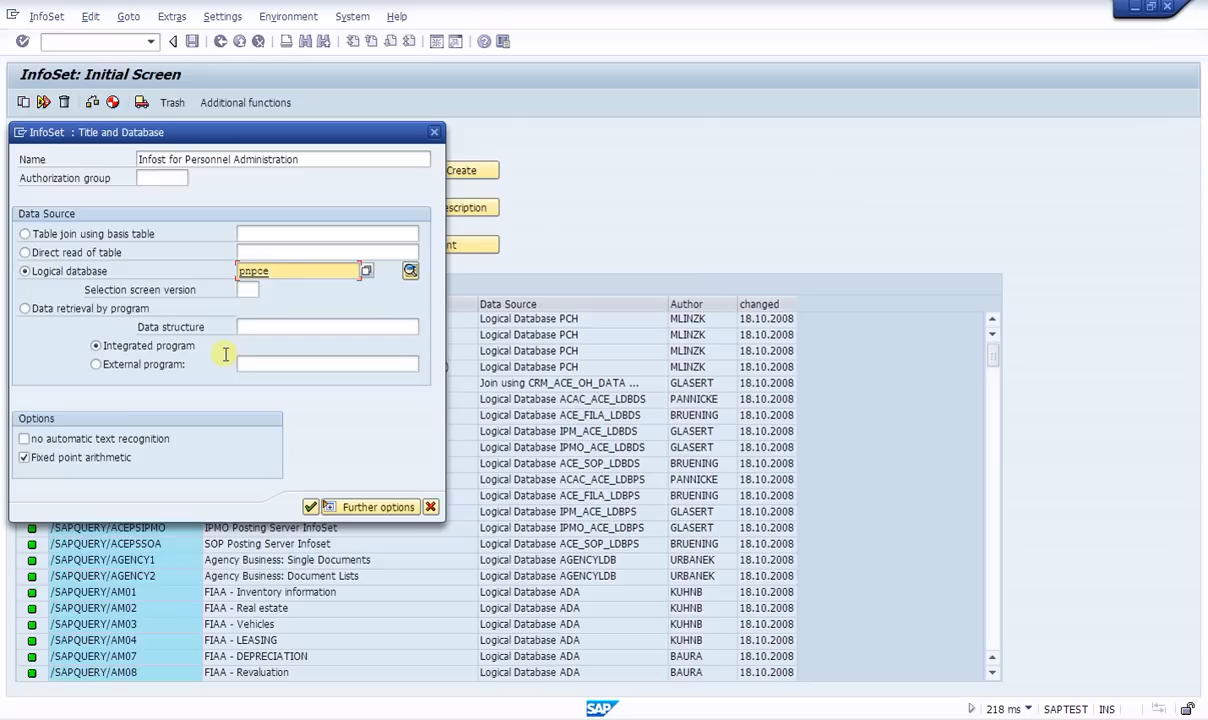 InfoSet Edit Goto Extras Settings Environment System Help
InfoSet: Initial Screen
Trash Additional functions
InfoSet : Title and Database
Name Infost for Personnel Administration
Authorization group
Data Source
Table join using basis table
Direct read of table
Logical database pnpce
Selection screen version
Data retrieval by program
Data structure
Integrated program
External program:
Options
no automatic text recognition
Fixed point arithmetic
Further options
Create
escription
nt
Data Source Author changed
Logical Database PCH MLINZK 18.10.2008
Logical Database PCH MLINZK 18.10.2008
Logical Database PCH MLINZK 18.10.2008
) Logical Database PCH MLINZK 18.10.2008
Join using CRM_ACE_OH_DATA ... GLASERT 18.10.2008
Logical Database ACAC_ACE_LDBDS PANNICKE 18.10.2008
Logical Database ACE_FILA_LDBDS BRUENING 18.10.2008
Logical Database IPM_ACE_LDBDS GLASERT 18.10.2008
Logical Database IPMO_ACE_LDBDS GLASERT 18.10.2008
Logical Database ACE_SOP_LDBDS BRUENING 18.10.2008
Logical Database ACAC_ACE_LDBPS PANNICKE 18.10.2008
Logical Database ACE_FILA_LDBPS BRUENING 18.10.2008
Logical Database IPM_ACE_LDBPS GLASERT 18.10.2008
/SAPQUERY/ACEPSIPMO IPMO Posting Server InfoSet Logical Database IPMO_ACE_LDBPS GLASERT 18.10.2008
/SAPQUERY/ACEPSSOA SOP Posting Server Infoset Logical Database ACE_SOP_LDBPS BRUENING 18.10.2008
/SAPQUERY/AGENCY1 Agency Business: Single Documents Logical Database AGENCYLDB URBANEK 18.10.2008
/SAPQUERY/AGENCY2 Agency Business: Document Lists Logical Database AGENCYLDB URBANEK 18.10.2008
/SAPQUERY/AM01 FIAA - Inventory information Logical Database ADA KUHNB 18.10.2008
/SAPQUERY/AM02 FIAA - Real estate Logical Database ADA KUHNB 18.10.2008
/SAPQUERY/AM03 FIAA - Vehicles Logical Database ADA KUHNB 18.10.2008
/SAPQUERY/AM04 FIAA - LEASING Logical Database ADA KUHNB 18.10.2008
/SAPQUERY/AM07 FIAA - DEPRECIATION Logical Database ADA BAURA 18.10.2008
/SAPQUERY/AM08 FIAA - Revaluation Logical Database ADA BAURA 18.10.2008
SAP 218 ms SAPTEST INS